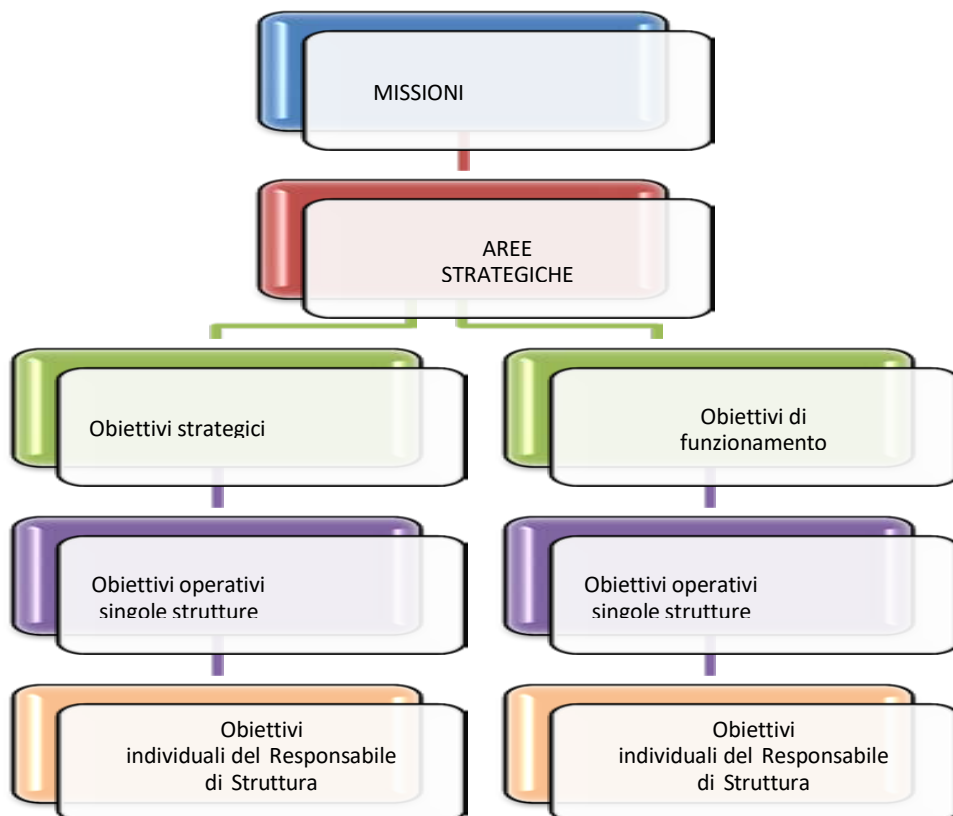 MISSIONI
AREE
STRATEGICHE
Obiettivi strategici
Obiettivi di
funzionamento
Obiettivi operativi
singole strutture
Obiettivi operativi
singole strutture
Obiettivi
individuali del Responsabile
di Struttura
Obiettivi
individuali del Responsabile
di Struttura